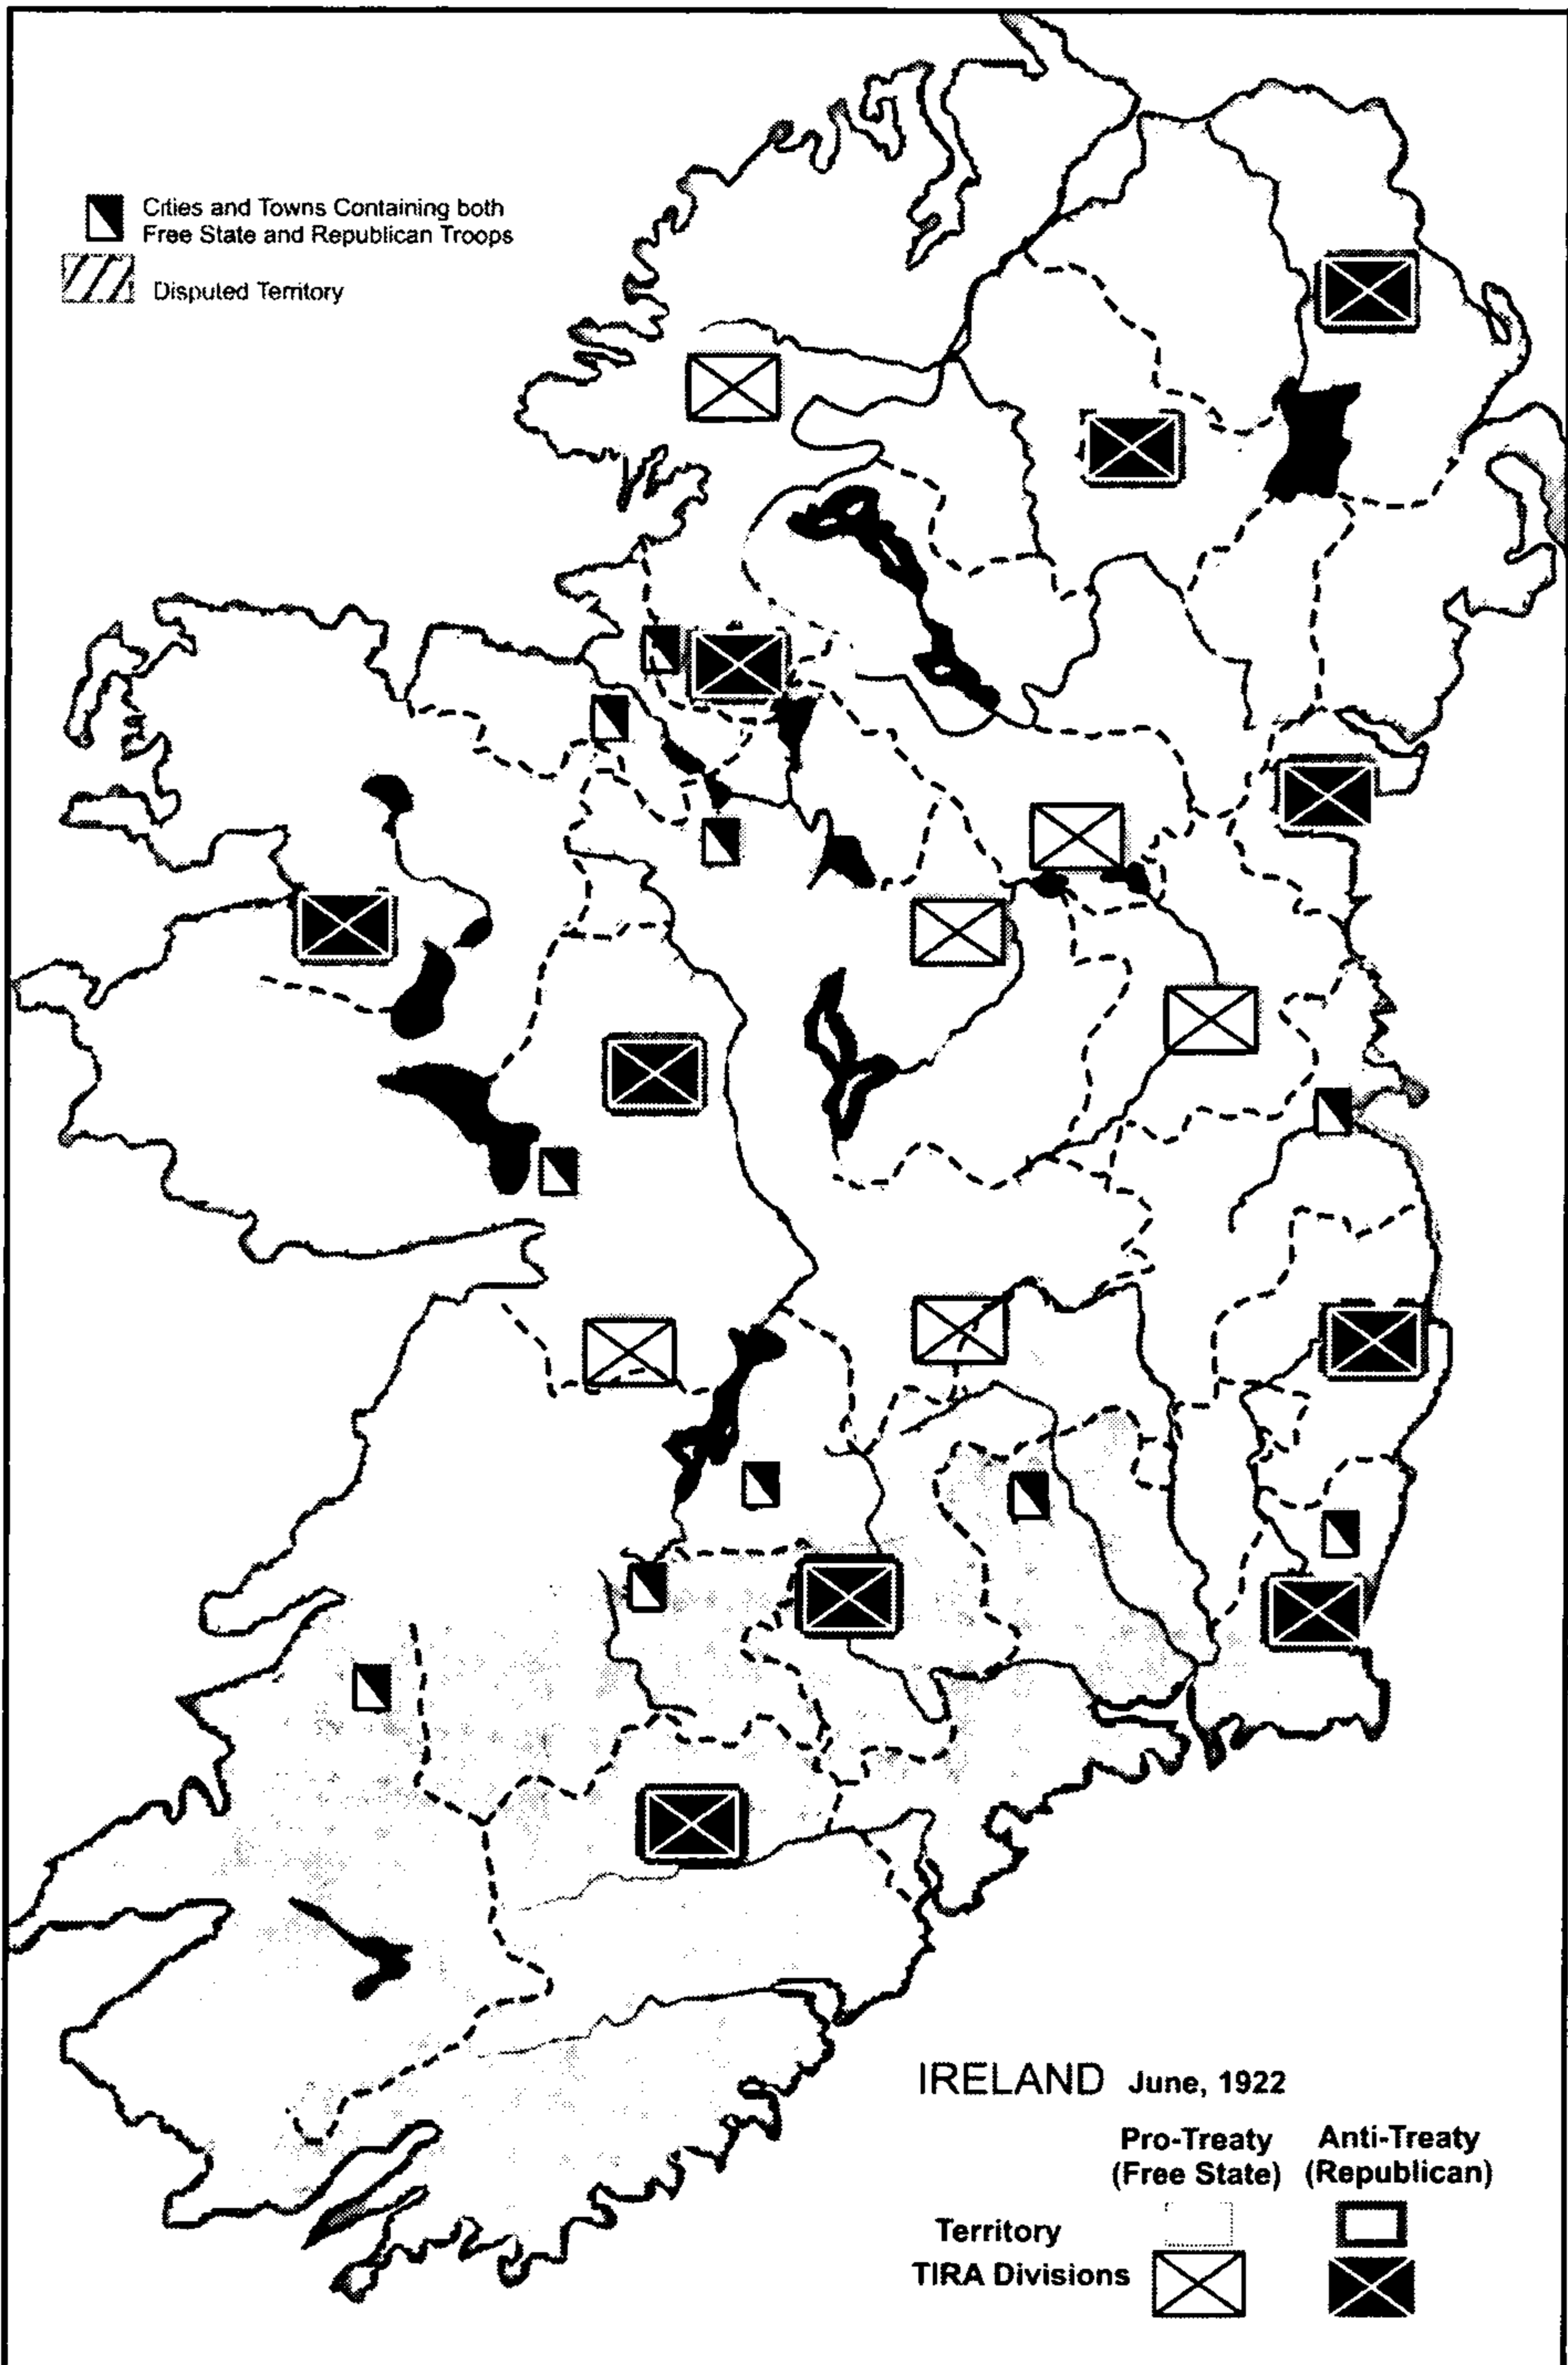 Cities and Towns Containing both
Free State and Republican Troops
Disputed Territory
IRELAND June, 1922
Pro-Treaty Anti-Treaty
(Free State) (Republican)
Territory
TIRA Divisions